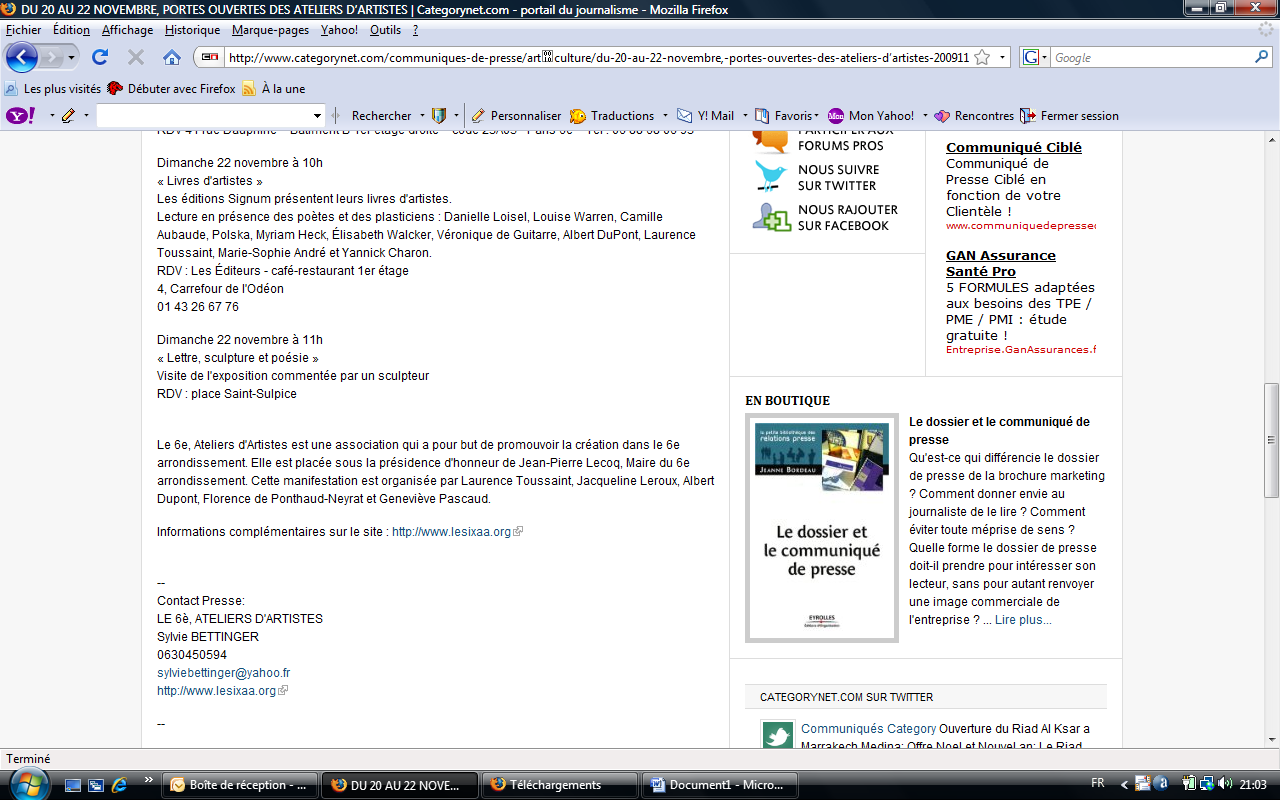 DU 20 AU 22 NOVEMBRE, PORTES OUVERTES DES ATELIERS D'ARTISTES | Categorynet.com - portail du journalisme - Mozilla Firefox
Fichier Édition Affichage Historique Marque-pages Yahoo! Outils ?
http://www.categorynet.com/communiques-de-presse/art culture/du-20-au-22-novembre,-portes-ouvertes-des-ateliers-d'artistes-200911
Google
Les plus visités Débuter avec Firefox À la une
Y! Rechercher Personnaliser Traductions Y! Mail Favoris Mon Yahoo! Rencontres Fermer session
Dimanche 22 novembre à 10h
« Livres d'artistes »
Les éditions Signum présentent leurs livres d'artistes.
Lecture en présence des poètes et des plasticiens : Danielle Loisel, Louise Warren, Camille
Aubaude, Polska, Myriam Heck, Élisabeth Walcker, Véronique de Guitarre, Albert DuPont, Laurence
Toussaint, Marie-Sophie André et Yannick Charon.
RDV : Les Éditeurs - café-restaurant 1er étage
4, Carrefour de l'Odéon
01 43 26 67 76
Dimanche 22 novembre à 11h
« Lettre, sculpture et poésie »
Visite de l'exposition commentée par un sculpteur
RDV : place Saint-Sulpice
Le 6e, Ateliers d'Artistes est une association qui a pour but de promouvoir la création dans le 6e
arrondissement. Elle est placée sous la présidence d'honneur de Jean-Pierre Lecoq, Maire du 6e
arrondissement. Cette manifestation est organisée par Laurence Toussaint, Jacqueline Leroux, Albert
Dupont, Florence de Ponthaud-Neyrat et Geneviève Pascaud.
Informations complémentaires sur le site : http://www.lesixaa.org
--
Contact Presse:
LE 6è, ATELIERS D'ARTISTES
Sylvie BETTINGER
0630450594
sylviebettinger@yahoo.fr
http://www.lesixaa.org
--
PARTICIPER AUX
FORUMS PROS
NOUS SUIVRE
SUR TWITTER
NOUS RAJOUTER
SUR FACEBOOK
Communiqué Ciblé
Communiqué de
Presse Ciblé en
fonction de votre
Clientèle !
www.communiquedepresse
GAN Assurance
Santé Pro
5 FORMULES adaptées
aux besoins des TPE /
PME / PMI : étude
gratuite !
Entreprise.GanAssurances.f
EN BOUTIQUE
la petite bibliothèque des
relations presse
JEANNE BORDEAU
Le dossier et
le communiqué
de presse
EYROLLES
Éditions d'Organisation
Le dossier et le communiqué de
presse
Qu'est-ce qui différencie le dossier
de presse de la brochure marketing
? Comment donner envie au
journaliste de le lire ? Comment
éviter toute méprise de sens ?
Quelle forme le dossier de presse
doit-il prendre pour intéresser son
lecteur, sans pour autant renvoyer
une image commerciale de
l'entreprise ? ... Lire plus...
CATEGORYNET.COM SUR TWITTER
Communiqués Category Ouverture du Riad Al Ksar a
Marrakech Medina: Offre Noel et Nouvel an: Le Riad
Terminé
Boîte de réception - ... DU 20 AU 22 NOVE... Téléchargements Document1 - Micro... FR 21:03